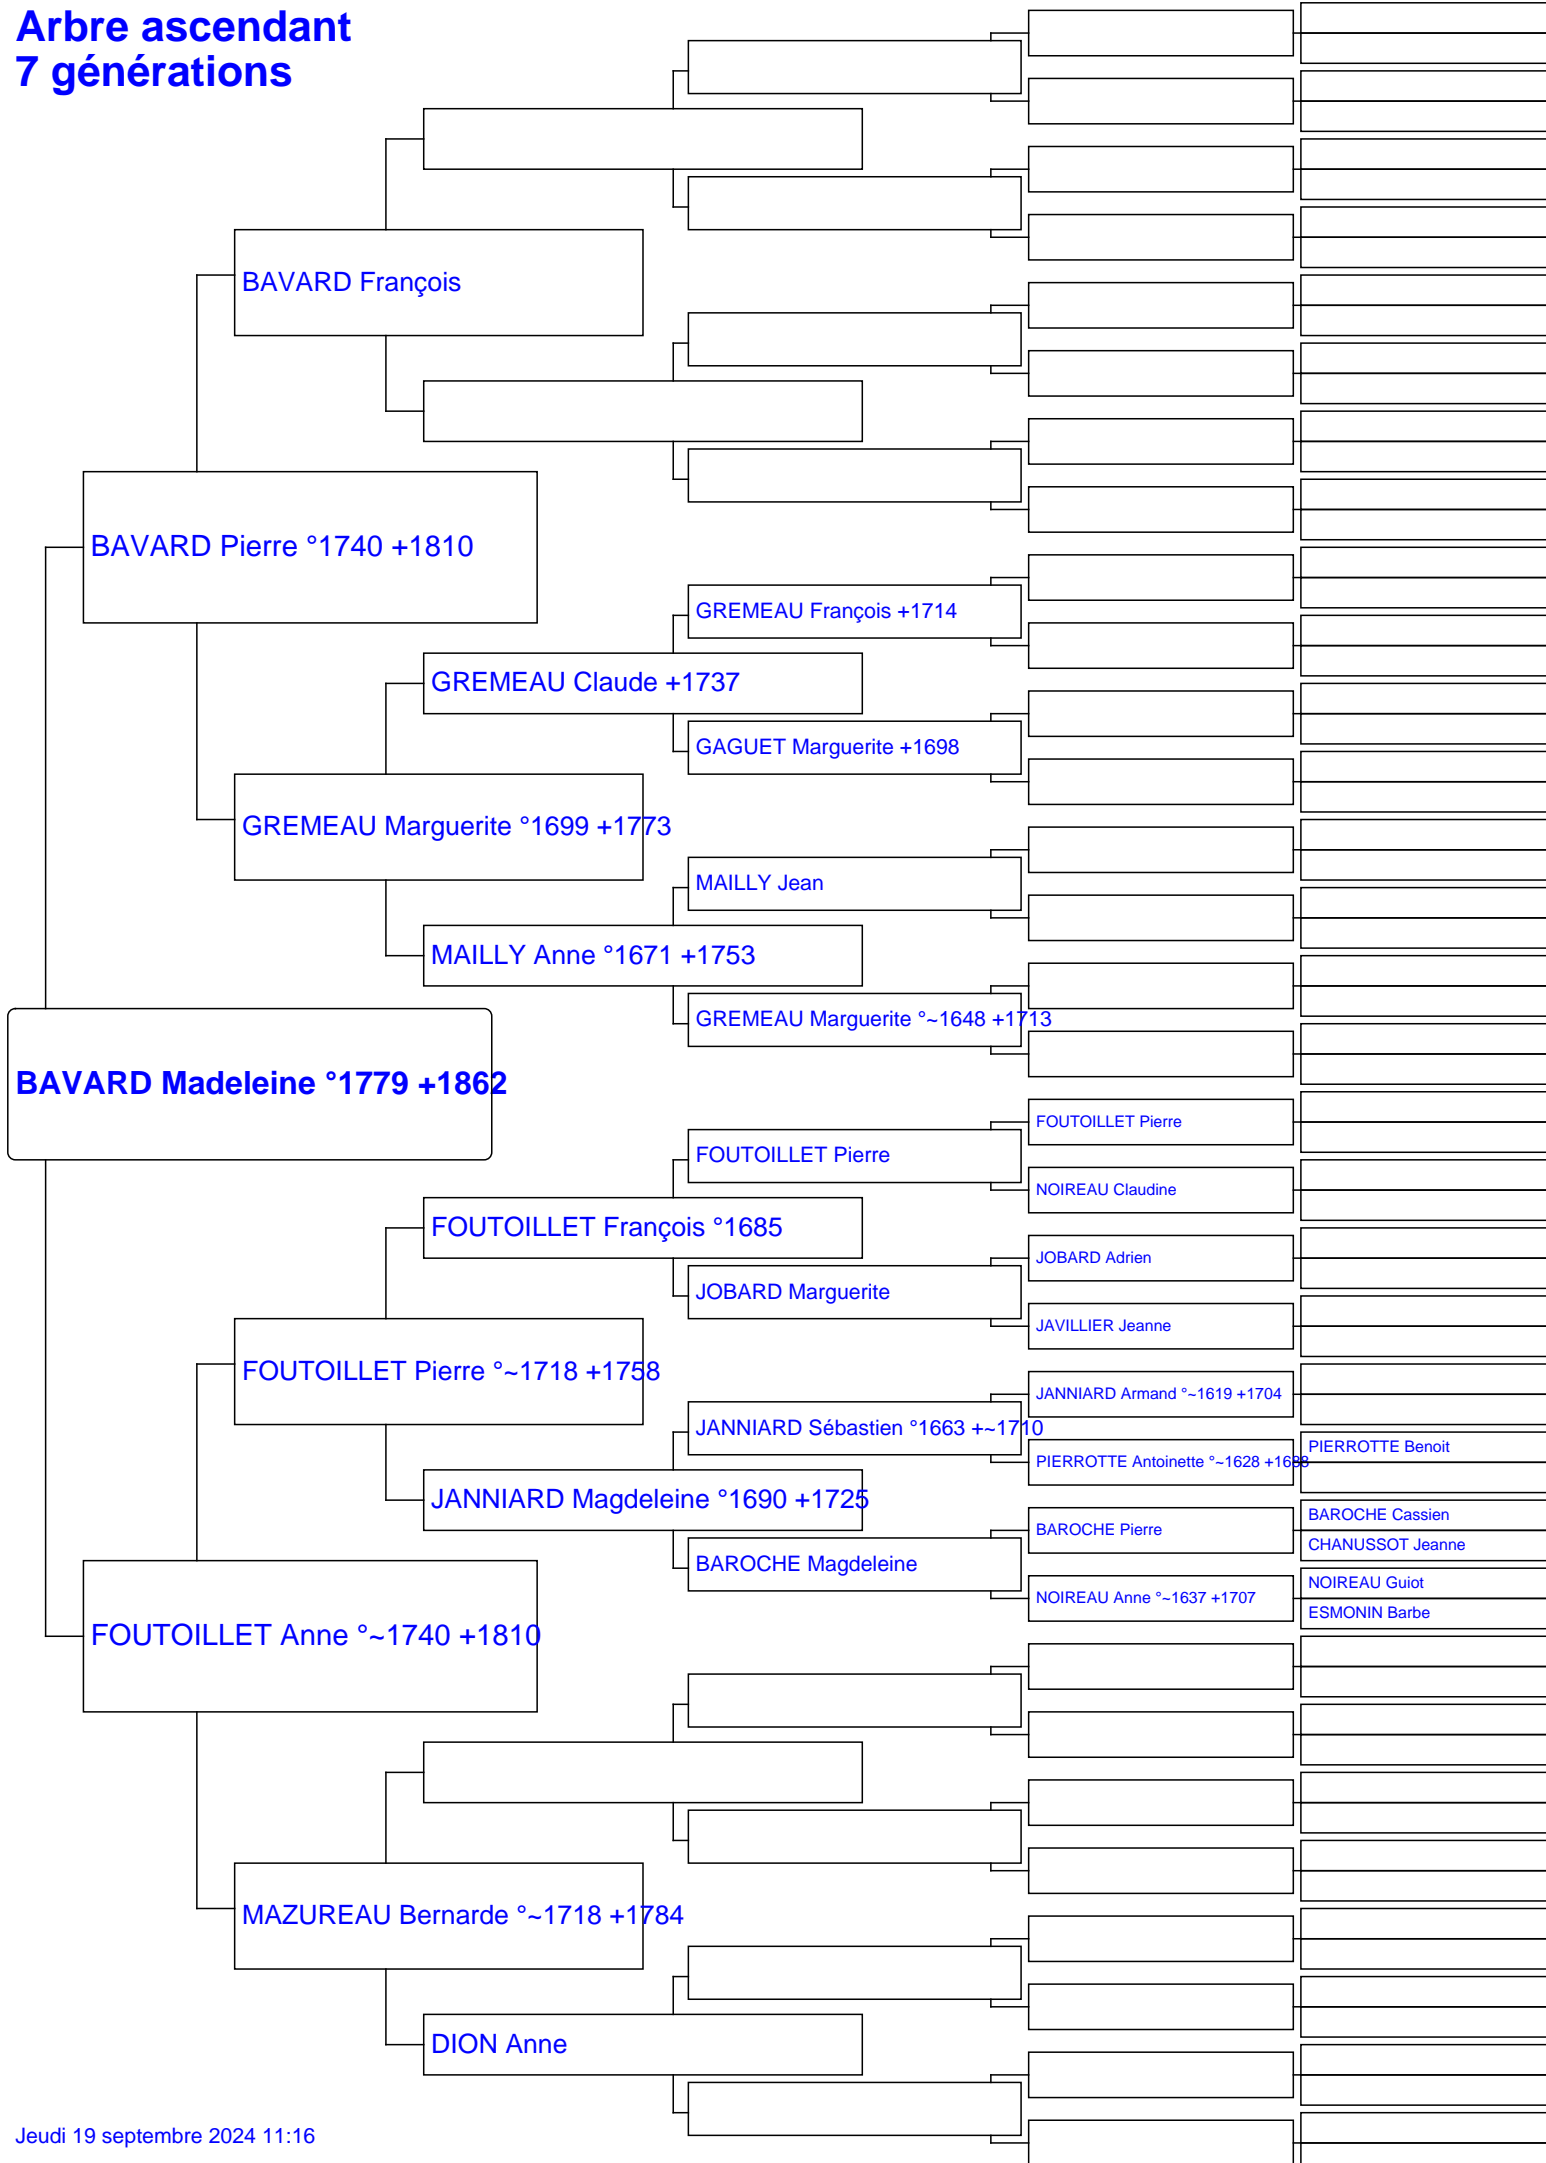 Arbre ascendant
7 générations
BAVARD François
BAVARD Pierre °1740 +1810
GREMEAU François +1714
GREMEAU Claude +1737
GAGUET Marguerite +1698
GREMEAU Marguerite °1699 +1773
MAILLY Jean
MAILLY Anne °1671 +1753
GREMEAU Marguerite °~1648 +1713
BAVARD Madeleine °1779 +1862
FOUTOILLET Pierre
FOUTOILLET Pierre
NOIREAU Claudine
FOUTOILLET François °1685
JOBARD Adrien
JOBARD Marguerite
JAVILLIER Jeanne
FOUTOILLET Pierre °~1718 +1758
JANNIARD Armand °~1619 +1704
JANNIARD Sébastien °1663 +~1710
PIERROTTE Benoit
PIERROTTE Antoinette °~1628 +1688
JANNIARD Magdeleine °1690 +1725
BAROCHE Cassien
BAROCHE Pierre
CHANUSSOT Jeanne
BAROCHE Magdeleine
NOIREAU Guiot
NOIREAU Anne °~1637 +1707
ESMONIN Barbe
FOUTOILLET Anne °~1740 +1810
MAZUREAU Bernarde °~1718 +1784
DION Anne
Jeudi 19 septembre 2024 11:16